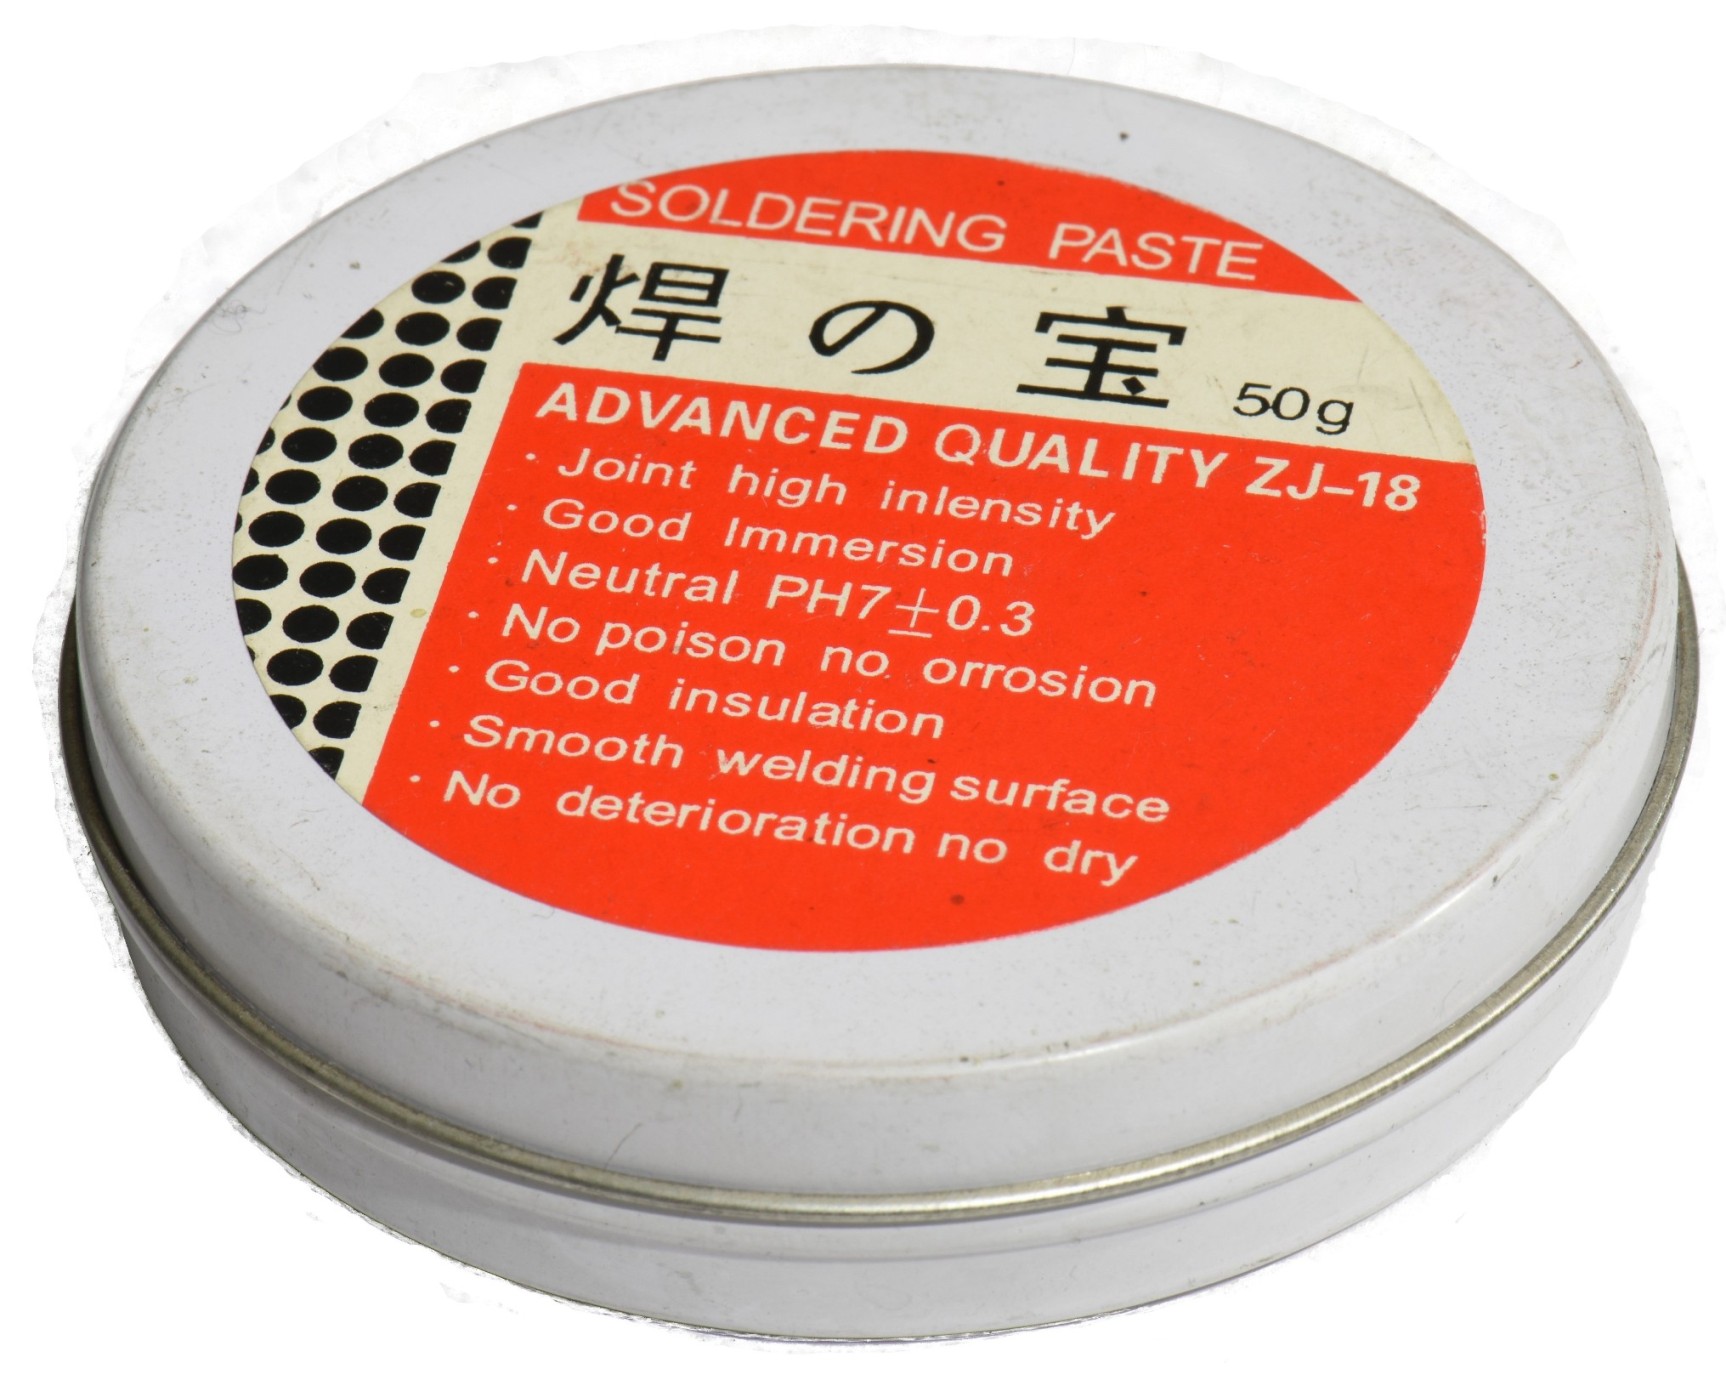 SOLDERING PASTE
焊の宝 50g
ADVANCED QUALITY ZJ-18
· Joint high inlensity
· Good Immersion
· Neutral PH7±0.3
· No poison no orrosion
· Good insulation
· Smooth welding surface
· No deterioration no dry